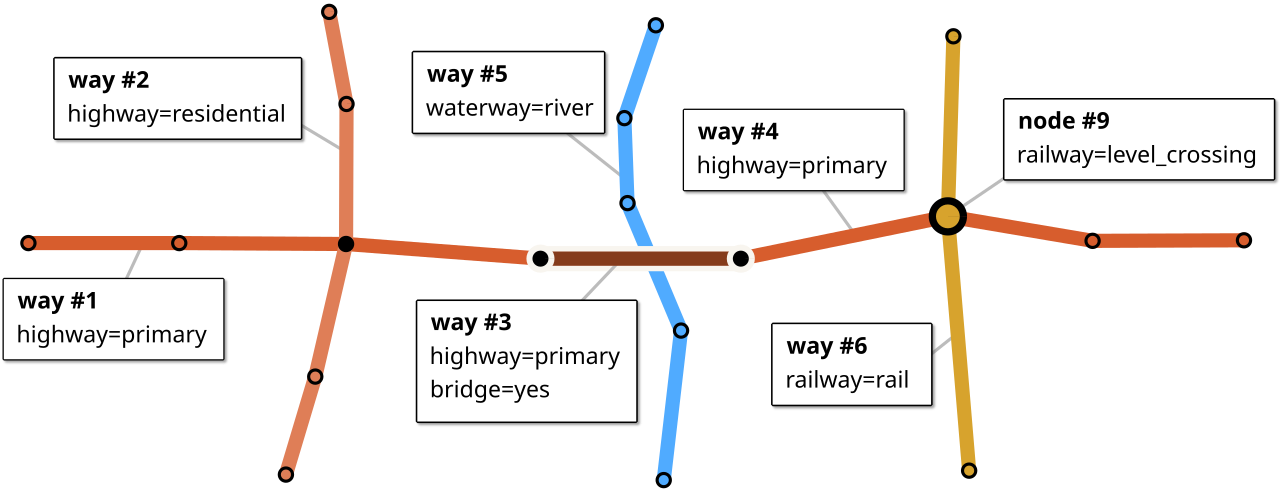 way #2
highway=residential
way #5
waterway=river
way #4
highway=primary
node #9
railway=level_crossing
way #1
highway=primary
way #3
highway=primary
bridge=yes
way #6
railway=rail